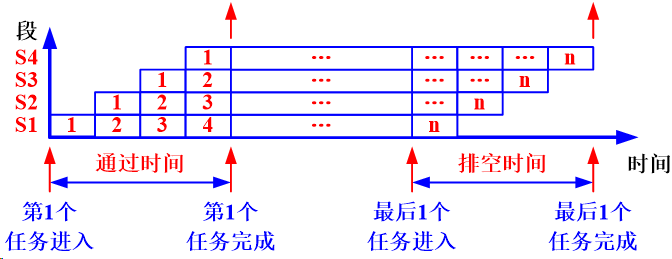 段
S4 1 ··· ··· ··· ··· n
S3 1 2 ··· ··· ··· n
S2 1 2 3 ··· ··· n
S1 1 2 3 4 ··· n
通过时间 排空时间 时间
第1个 第1个 最后1个 最后1个
任务进入 任务完成 任务进入 任务完成